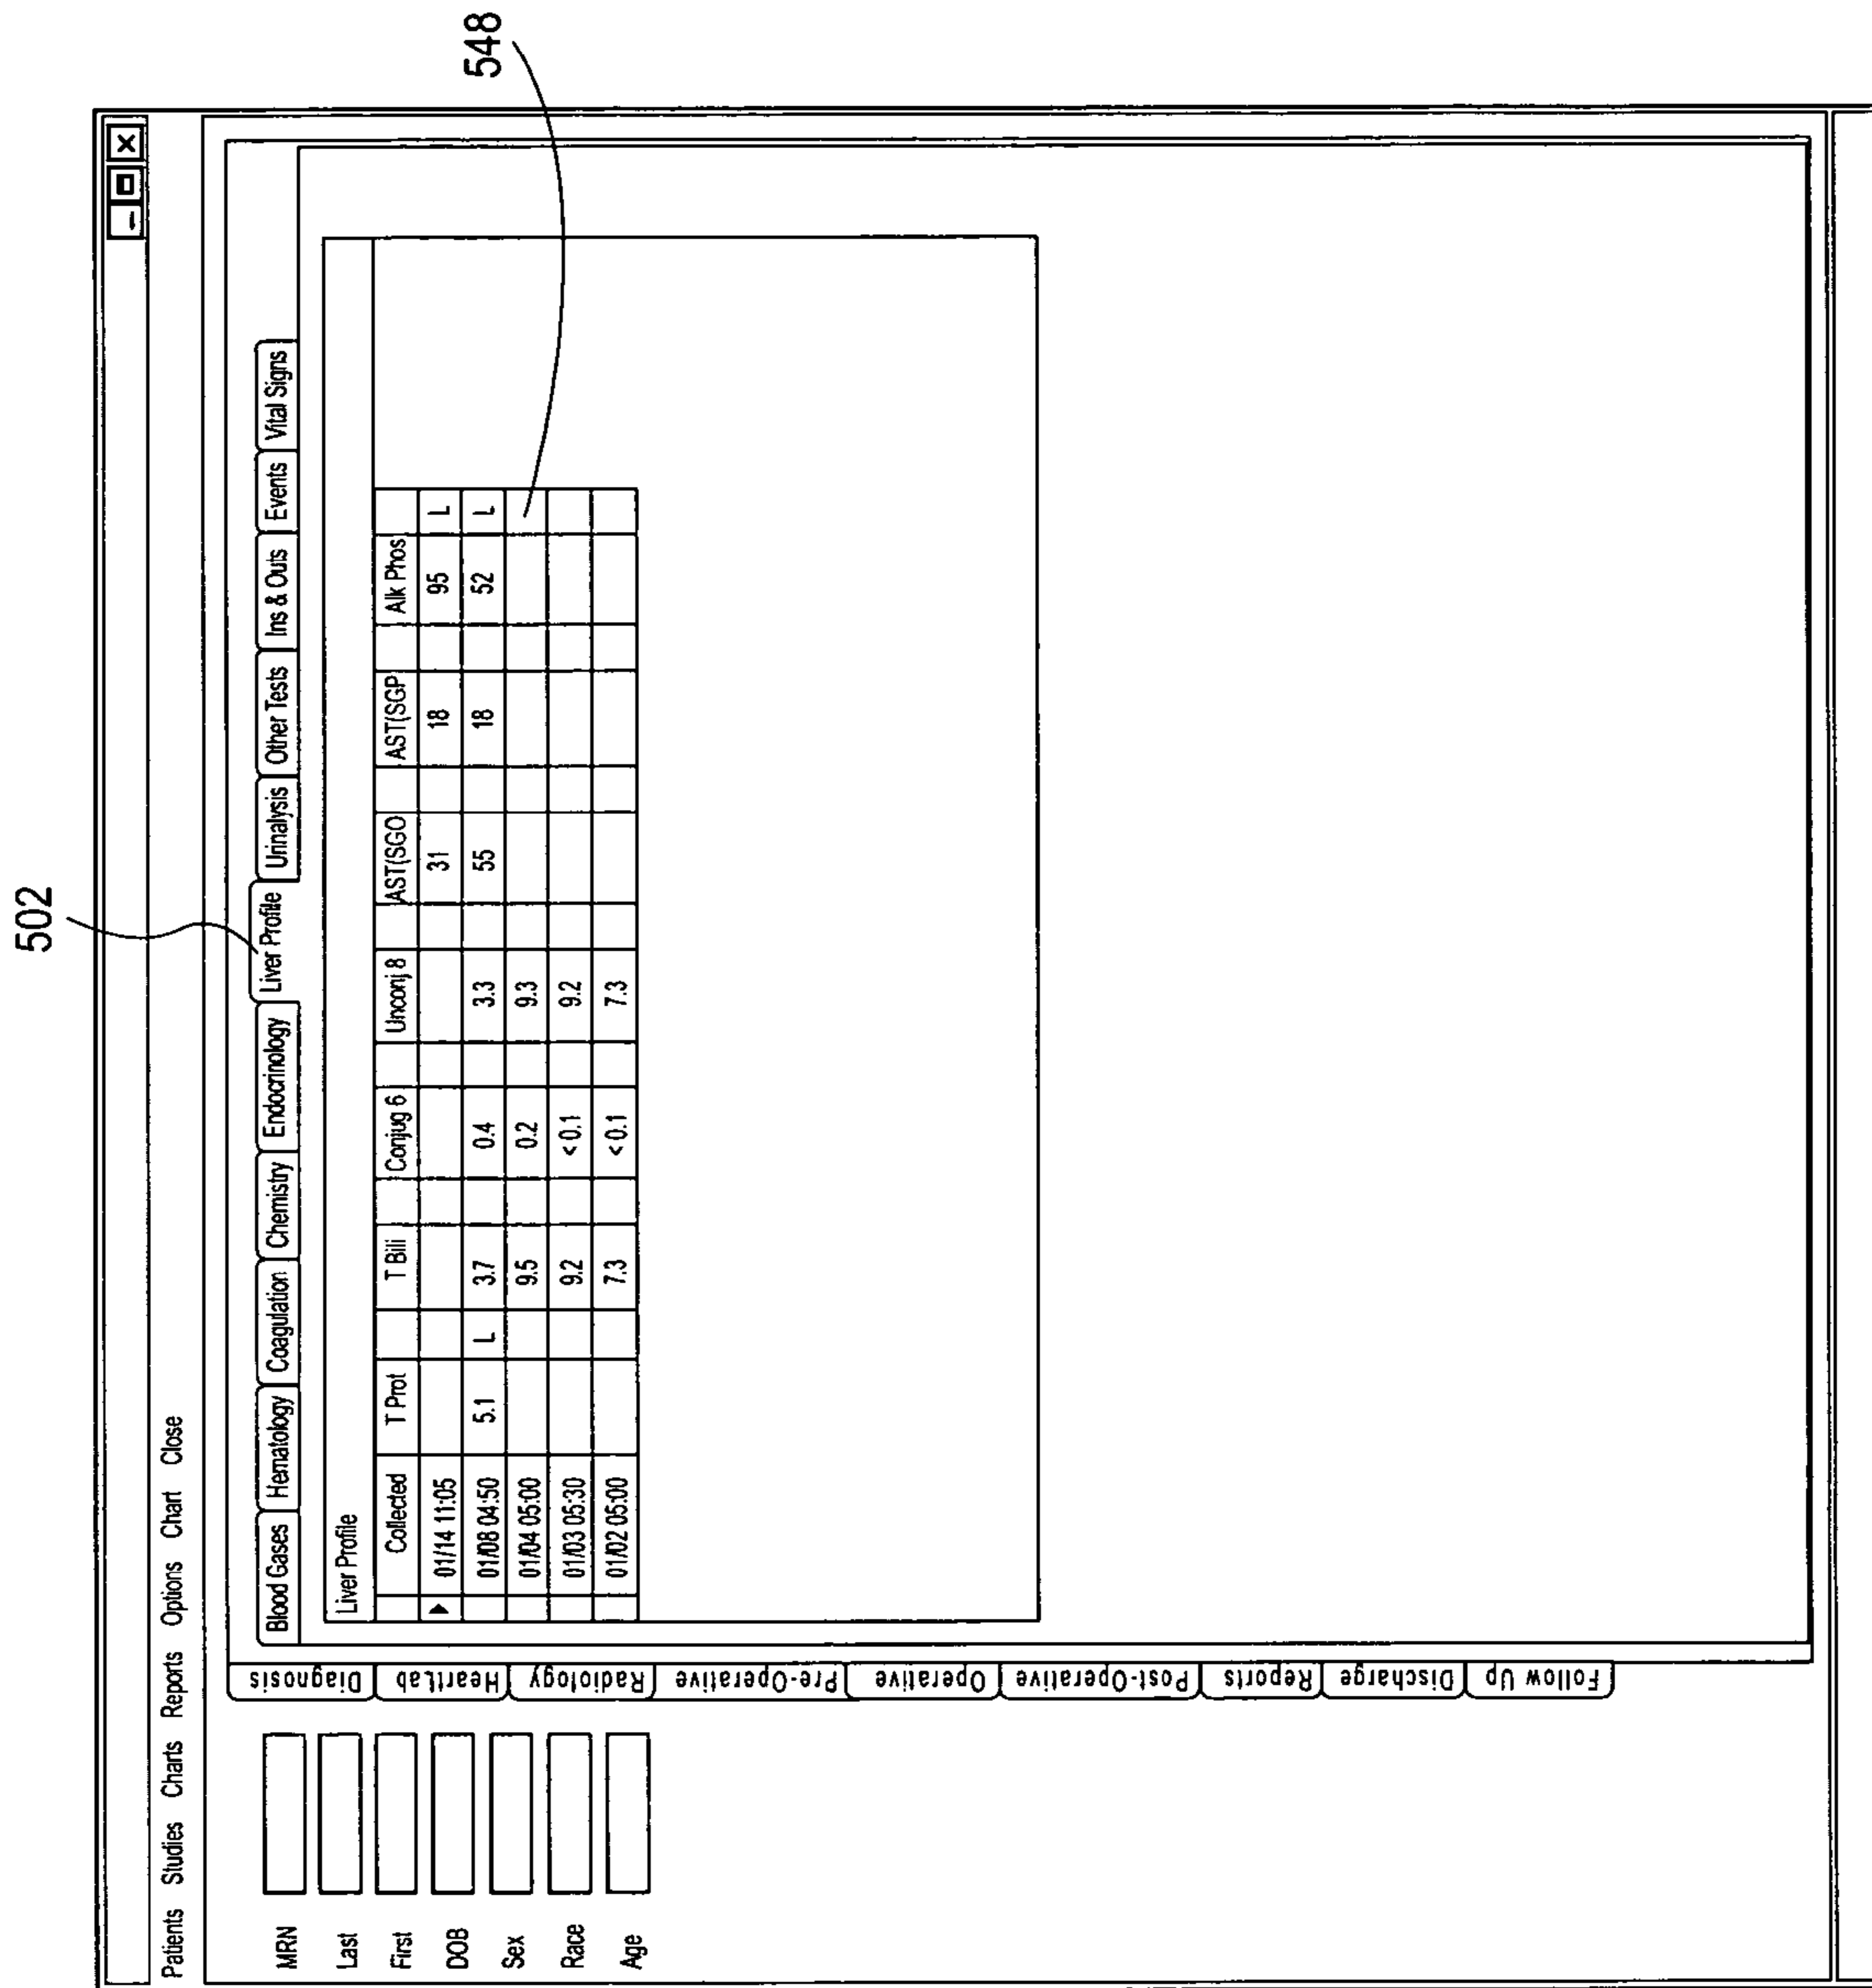 502
548
Patients Studies Charts Reports Options Chart Close
MRN
Last
First
DOB
Sex
Race
Age
Diagnosis
HeartLab
Radiology
Pre-Operative
Operative
Post-Operative
Reports
Discharge
Follow Up
Blood Gases Hematology Coagulation Chemistry Endocrinology Liver Profile Urinalysis Other Tests Ins & Outs Events Vital Signs
Liver Profile
Collected T Prot T Bili Conjug 6 Unconj 8 AST(SGO AST(SGP Alk Phos
01/14 11:05 31 18 95 L
01/08 04:50 5.1 L 3.7 0.4 3.3 55 18 52 L
01/04 05:00 9.5 0.2 9.3
01/03 05:30 9.2 < 0.1 9.2
01/02 05:00 7.3 < 0.1 7.3